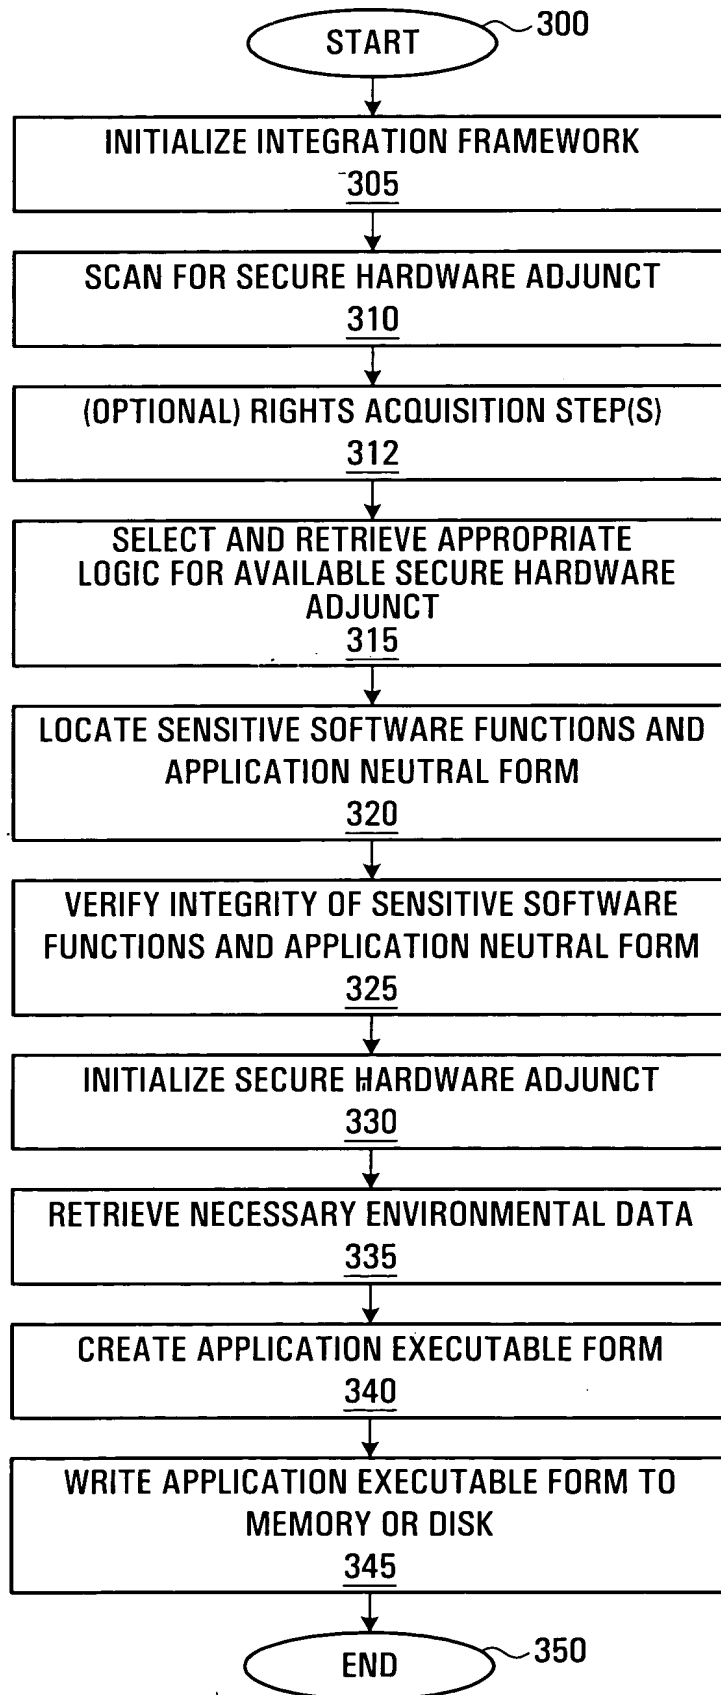 START
300
INITIALIZE INTEGRATION FRAMEWORK
305
SCAN FOR SECURE HARDWARE ADJUNCT
310
(OPTIONAL) RIGHTS ACQUISITION STEP(S)
312
SELECT AND RETRIEVE APPROPRIATE
LOGIC FOR AVAILABLE SECURE HARDWARE
ADJUNCT
315
LOCATE SENSITIVE SOFTWARE FUNCTIONS AND
APPLICATION NEUTRAL FORM
320
VERIFY INTEGRITY OF SENSITIVE SOFTWARE
FUNCTIONS AND APPLICATION NEUTRAL FORM
325
INITIALIZE SECURE HARDWARE ADJUNCT
330
RETRIEVE NECESSARY ENVIRONMENTAL DATA
335
CREATE APPLICATION EXECUTABLE FORM
340
WRITE APPLICATION EXECUTABLE FORM TO
MEMORY OR DISK
345
END
350